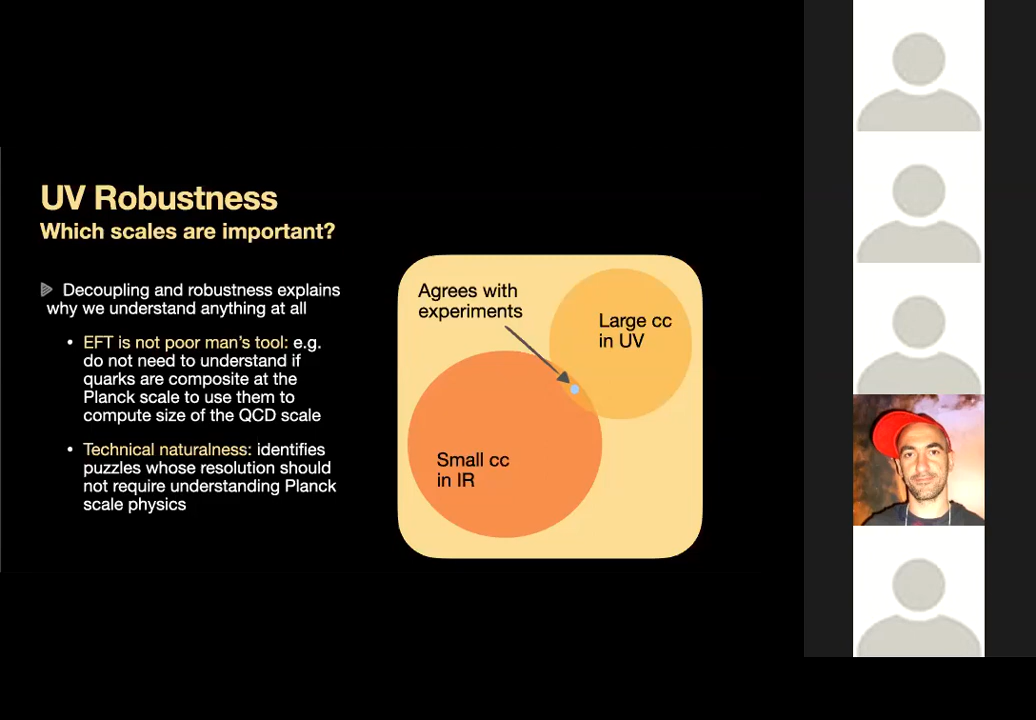 UV Robustness
Which scales are important?
Decoupling and robustness explains
why we understand anything at all
• EFT is not poor man's tool: e.g.
do not need to understand if
quarks are composite at the
Planck scale to use them to
compute size of the QCD scale
• Technical naturalness: identifies
puzzles whose resolution should
not require understanding Planck
scale physics
Agrees with
experiments
Large cc
in UV
Small cc
in IR